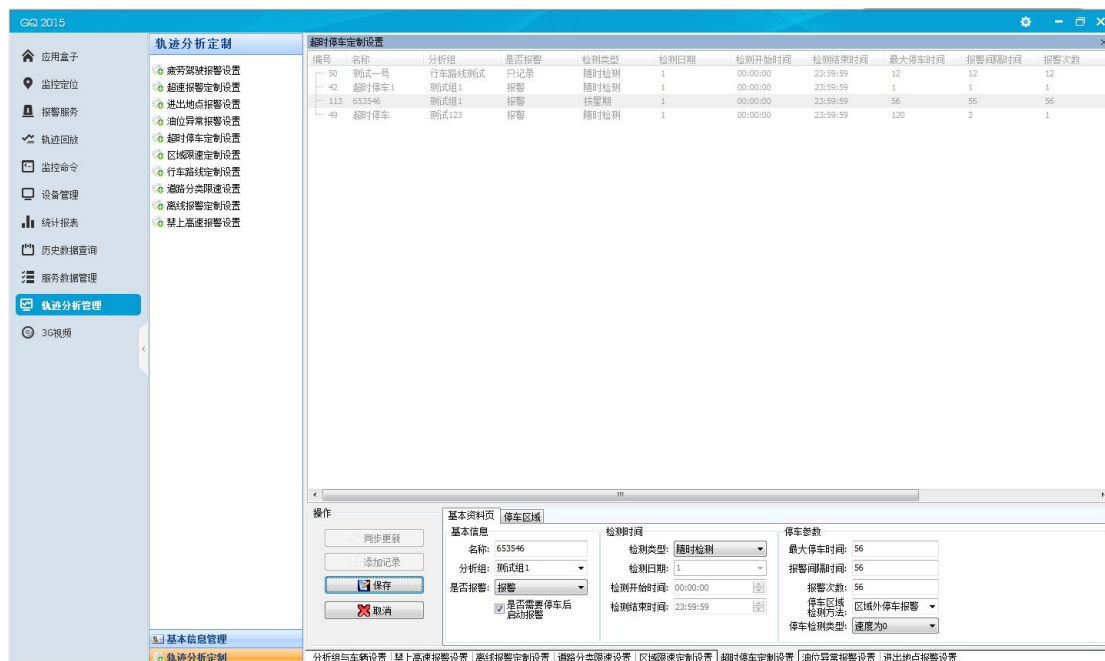 GQ 2015
应用盒子
监控定位
报警服务
轨迹回放
监控命令
设备管理
统计报表
历史数据查询
服务数据管理
轨迹分析管理
3G视频
轨迹分析定制
疲劳驾驶报警设置
超速报警定制设置
进出地点报警设置
油位异常报警设置
超时停车定制设置
区域限速定制设置
行车路线定制设置
道路分类限速设置
离线报警定制设置
禁上高速报警设置
基本信息管理
轨迹分析定制
超时停车定制设置
编号 名称 分析组 是否报警 检测类型 检测日期 检测开始时间 检测结束时间 最大停车时间 报警间隔时间 报警次数
50 测试一号 行车路线测试 只记录 随时检测 1 00:00:00 23:59:59 12 12 12
42 超时停车1 测试组1 报警 随时检测 1 00:00:00 23:59:59 1 1 1
113 653546 测试组1 报警 按星期 1 00:00:00 23:59:59 56 56 56
49 超时停车 测试123 报警 随时检测 1 00:00:00 23:59:59 120 3 1
操作
同步更新
添加记录
保存
取消
基本资料页 停车区域
基本信息
名称: 653546
分析组: 测试组1
是否报警: 报警
是否需要停车后
启动报警
检测时间
检测类型: 随时检测
检测日期: 1
检测开始时间: 00:00:00
检测结束时间: 23:59:59
停车参数
最大停车时间: 56
报警间隔时间: 56
报警次数: 56
停车区域
检测方法: 区域外停车报警
停车检测类型: 速度为0
分析组与车辆设置 禁上高速报警设置 离线报警定制设置 道路分类限速设置 区域限速定制设置 超时停车定制设置 油位异常报警设置 进出地点报警设置